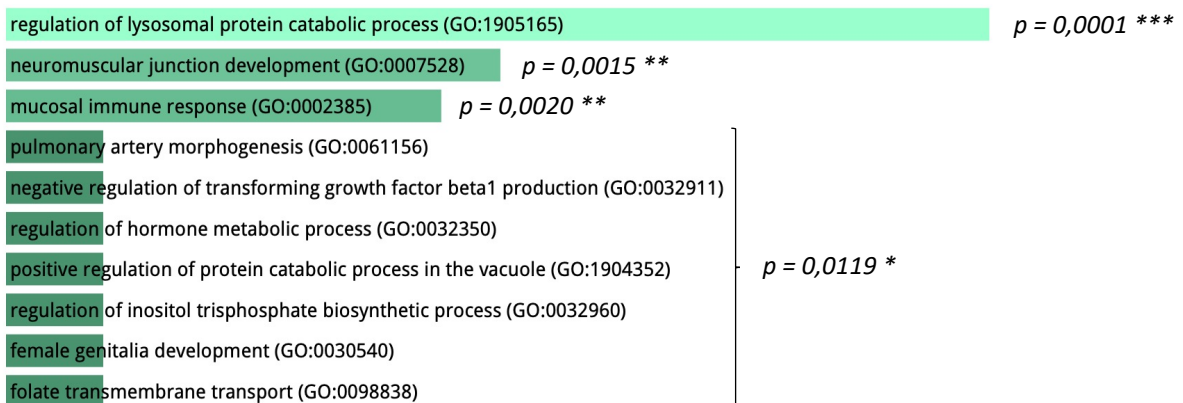 regulation of lysosomal protein catabolic process (GO:1905165) p = 0,0001 ***
neuromuscular junction development (GO:0007528) p = 0,0015 **
mucosal immune response (GO:0002385) p = 0,0020 **
pulmonary artery morphogenesis (GO:0061156)
negative regulation of transforming growth factor beta1 production (GO:0032911)
regulation of hormone metabolic process (GO:0032350)
positive regulation of protein catabolic process in the vacuole (GO:1904352) p = 0,0119 *
regulation of inositol trisphosphate biosynthetic process (GO:0032960)
female genitalia development (GO:0030540)
folate transmembrane transport (GO:0098838)